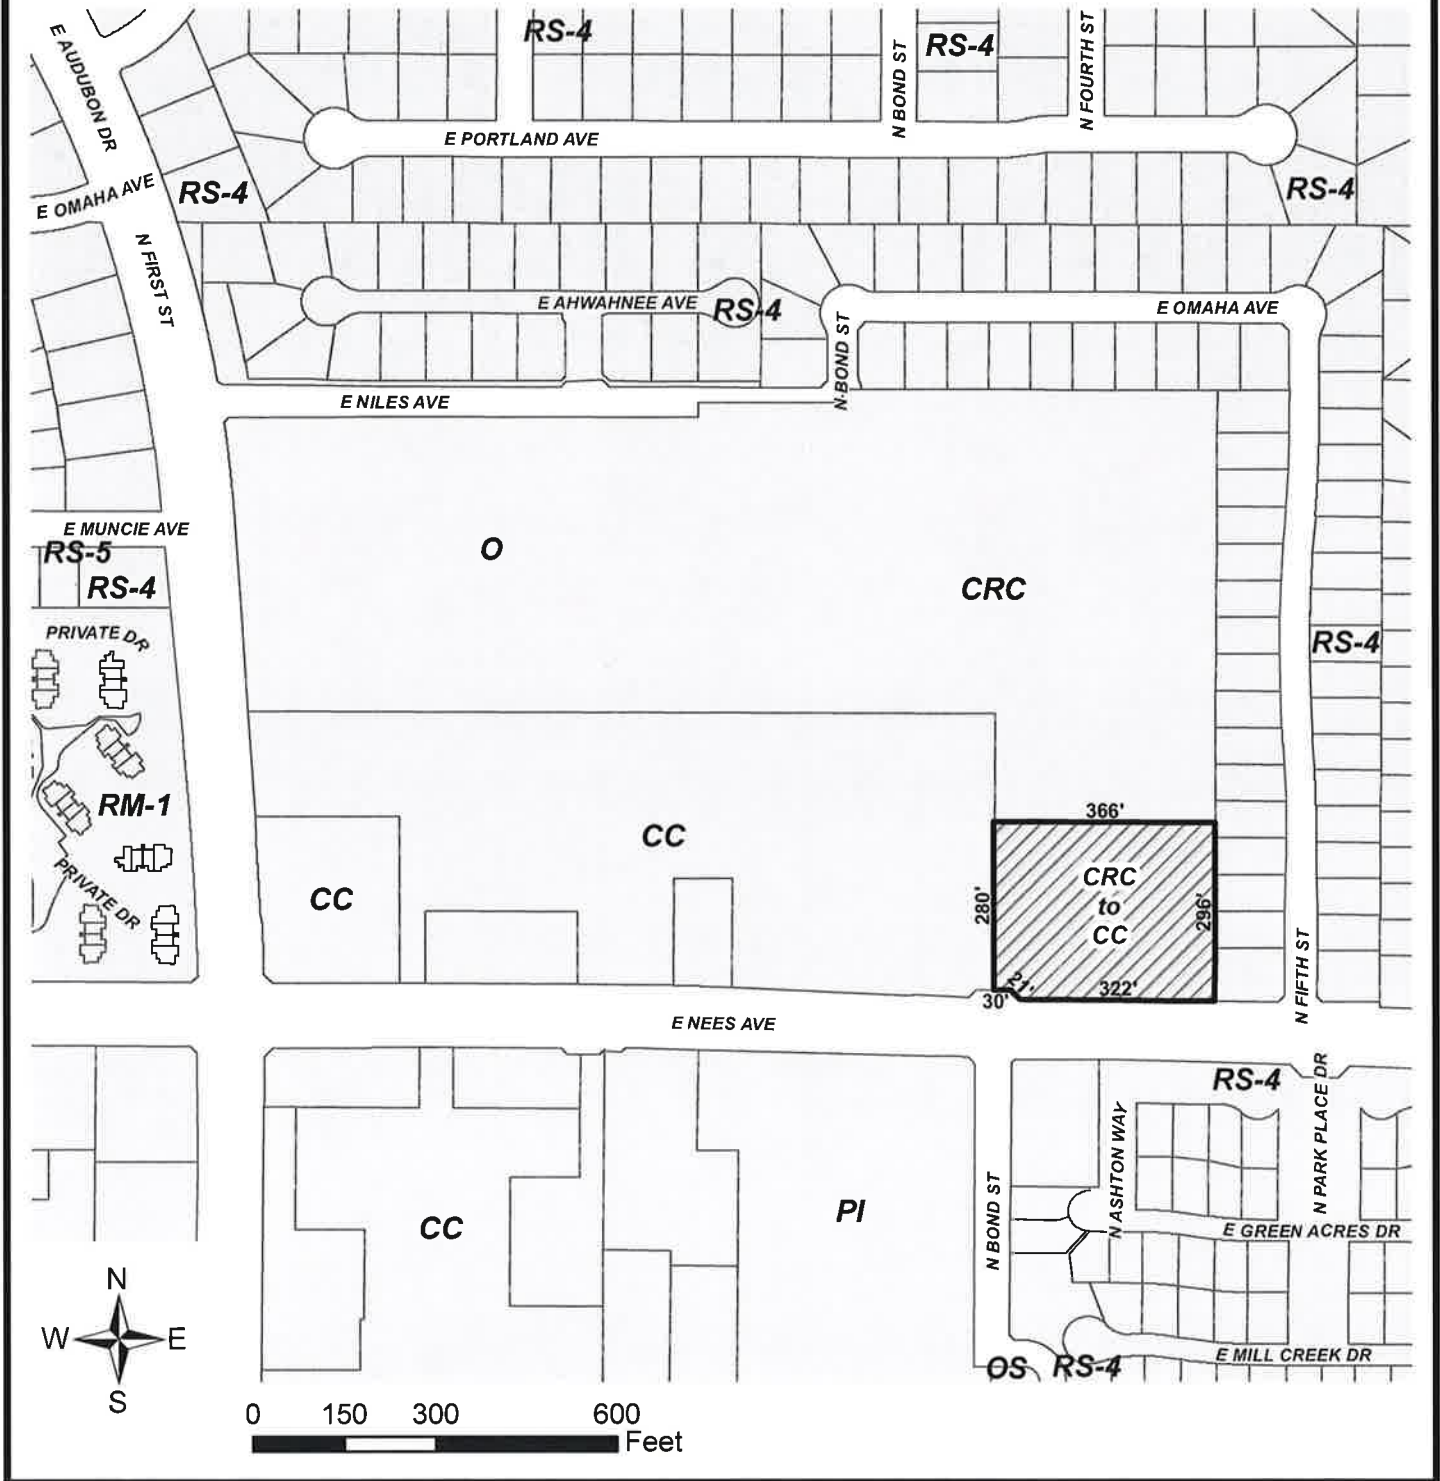 RS-4
RS-4
E AUDUBON DR
N BOND ST
N FOURTH ST
E PORTLAND AVE
E OMAHA AVE
RS-4
RS-4
N FIRST ST
E AHWAHNEE AVE
RS-4
N BOND ST
E OMAHA AVE
E NILES AVE
E MUNCIE AVE
RS-5
RS-4
O
CRC
PRIVATE DR
RS-4
RM-1
CC
366'
CRC
to
CC
280'
296'
PRIVATE DR
CC
21'
322'
30'
N FIFTH ST
E NEES AVE
RS-4
N PARK PLACE DR
N ASHTON WAY
N BOND ST
PI
CC
E GREEN ACRES DR
E MILL CREEK DR
OS
RS-4
N
W
E
S
0 150 300 600
Feet